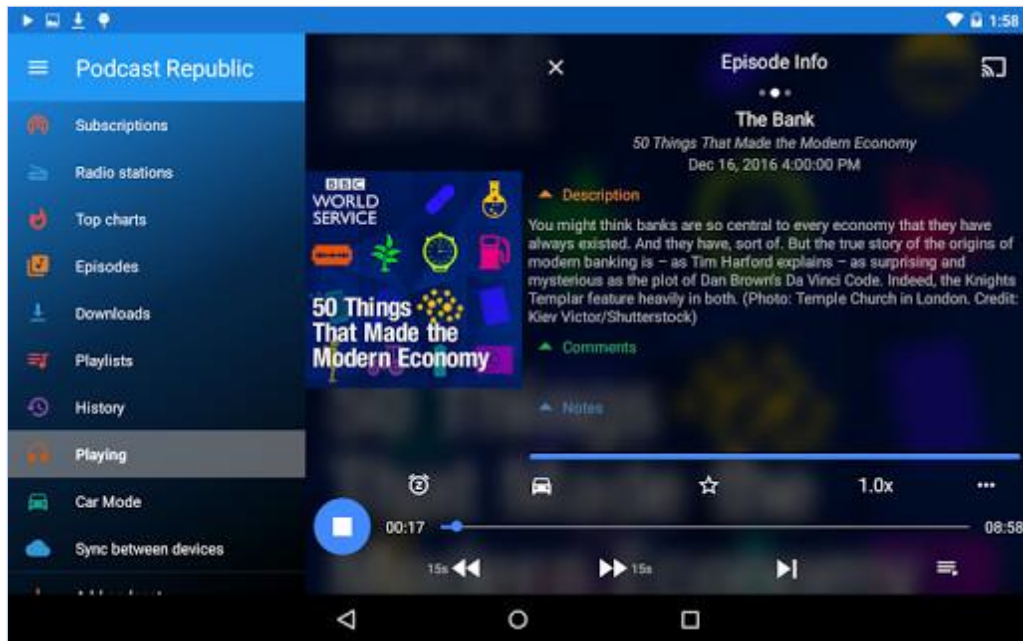 1:58
Podcast Republic
Subscriptions
Radio stations
Top charts
Episodes
Downloads
Playlists
History
Playing
Car Mode
Sync between devices
BBC
WORLD
SERVICE
50 Things
That Made the
Modern Economy
Episode Info
The Bank
50 Things That Made the Modern Economy
Dec 16, 2016 4:00:00 PM
Description
You might think banks are so central to every economy that they have
always existed. And they have, sort of. But the true story of the origins of
modern banking is – as Tim Harford explains – as surprising and
mysterious as the plot of Dan Brown's Da Vinci Code. Indeed, the Knights
Templar feature heavily in both. (Photo: Temple Church in London. Credit:
Kiev Victor/Shutterstock)
Comments
Notes
1.0x
00:17
08:58
15s
15s